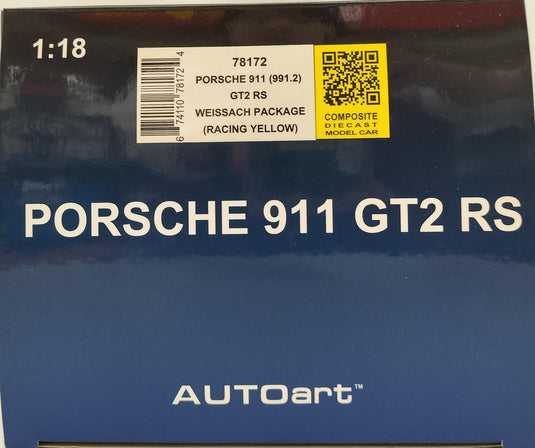 1:18
6 74110 78172 4
78172
PORSCHE 911 (991.2)
GT2 RS
WEISSACH PACKAGE
(RACING YELLOW)
COMPOSITE
DIECAST
MODEL CAR
PORSCHE 911 GT2 RS
AUTOart™